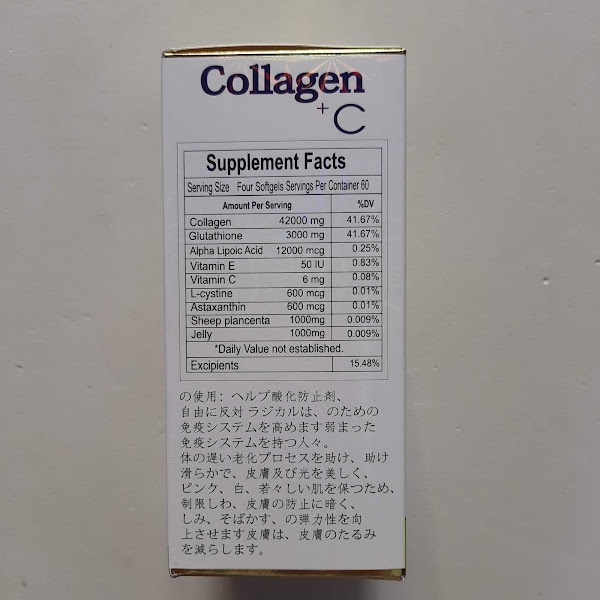 Collagen
+C
Supplement Facts
Serving Size Four Softgels Servings Per Container 60
Amount Per Serving %DV
Collagen 42000 mg 41.67%
Glutathione 3000 mg 41.67%
Alpha Lipoic Acid 12000 mcg 0.25%
Vitamin E 50 IU 0.83%
Vitamin C 6 mg 0.08%
L-cystine 600 mcg 0.01%
Astaxanthin 600 mcg 0.01%
Sheep plancenta 1000mg 0.009%
Jelly 1000mg 0.009%
*Daily Value not established.
Excipients 15.48%
の使用: ヘルプ酸化防止剤、
自由に反対 ラジカルは、のための
免疫システムを高めます弱まった
免疫システムを持つ人々。
体の遅い老化プロセスを助け、助け
滑らかで、皮膚及び光を美しく、
ピンク、白、若々しい肌を保つため、
制限しわ、皮膚の防止に暗く、
しみ、そばかす、の弾力性を向
上させます皮膚は、皮膚のたるみ
を減らします。